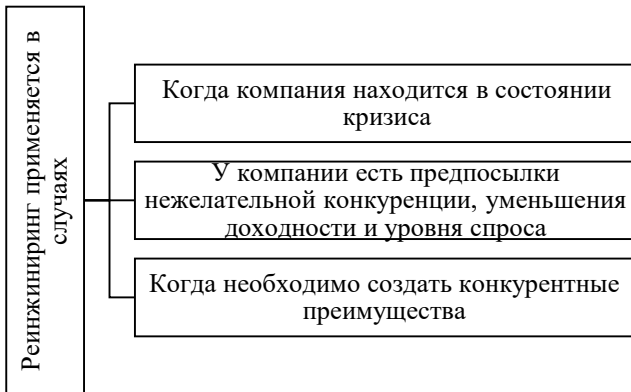 Реинжиниринг применяется в
случаях
Когда компания находится в состоянии
кризиса
У компании есть предпосылки
нежелательной конкуренции, уменьшения
доходности и уровня спроса
Когда необходимо создать конкурентные
преимущества